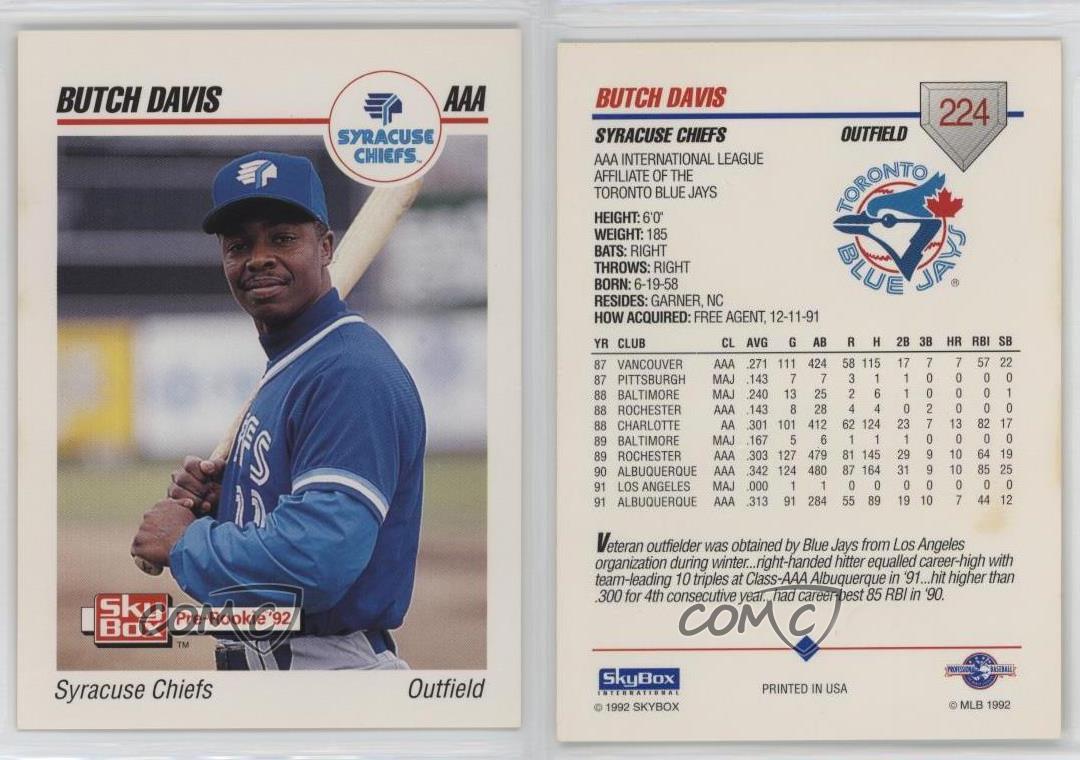 BUTCH DAVIS
AAA
SYRACUSE
CHIEFS™
ES
11
Sky
Box
Pre-Rookie '92
TM
COMC
Syracuse Chiefs Outfield
BUTCH DAVIS
224
SYRACUSE CHIEFS OUTFIELD
AAA INTERNATIONAL LEAGUE
AFFILIATE OF THE
TORONTO BLUE JAYS
TORONTO
BLUE JAYS
®
HEIGHT: 6'0"
WEIGHT: 185
BATS: RIGHT
THROWS: RIGHT
BORN: 6-19-58
RESIDES: GARNER, NC
HOW ACQUIRED: FREE AGENT, 12-11-91
YR CLUB CL AVG G AB R H 2B 3B HR RBI SB
87 VANCOUVER AAA .271 111 424 58 115 17 7 7 57 22
87 PITTSBURGH MAJ .143 7 7 3 1 1 0 0 0 0
88 BALTIMORE MAJ .240 13 25 2 6 1 0 0 0 1
88 ROCHESTER AAA .143 8 28 4 4 0 2 0 0 0
88 CHARLOTTE AA .301 101 412 62 124 23 7 13 82 17
89 BALTIMORE MAJ .167 5 6 1 1 1 0 0 0 0
89 ROCHESTER AAA .303 127 479 81 145 29 9 10 64 19
90 ALBUQUERQUE AAA .342 124 480 87 164 31 9 10 85 25
91 LOS ANGELES MAJ .000 1 1 0 0 0 0 0 0 0
91 ALBUQUERQUE AAA .313 91 284 55 89 19 10 7 44 12
Veteran outfielder was obtained by Blue Jays from Los Angeles
organization during winter...right-handed hitter equalled career-high with
team-leading 10 triples at Class-AAA Albuquerque in '91...hit higher than
.300 for 4th consecutive year...had career-best 85 RBI in '90.
COMC
SkyBox
INTERNATIONAL
© 1992 SKYBOX
PRINTED IN USA
PROFESSIONAL BASEBALL
© MLB 1992